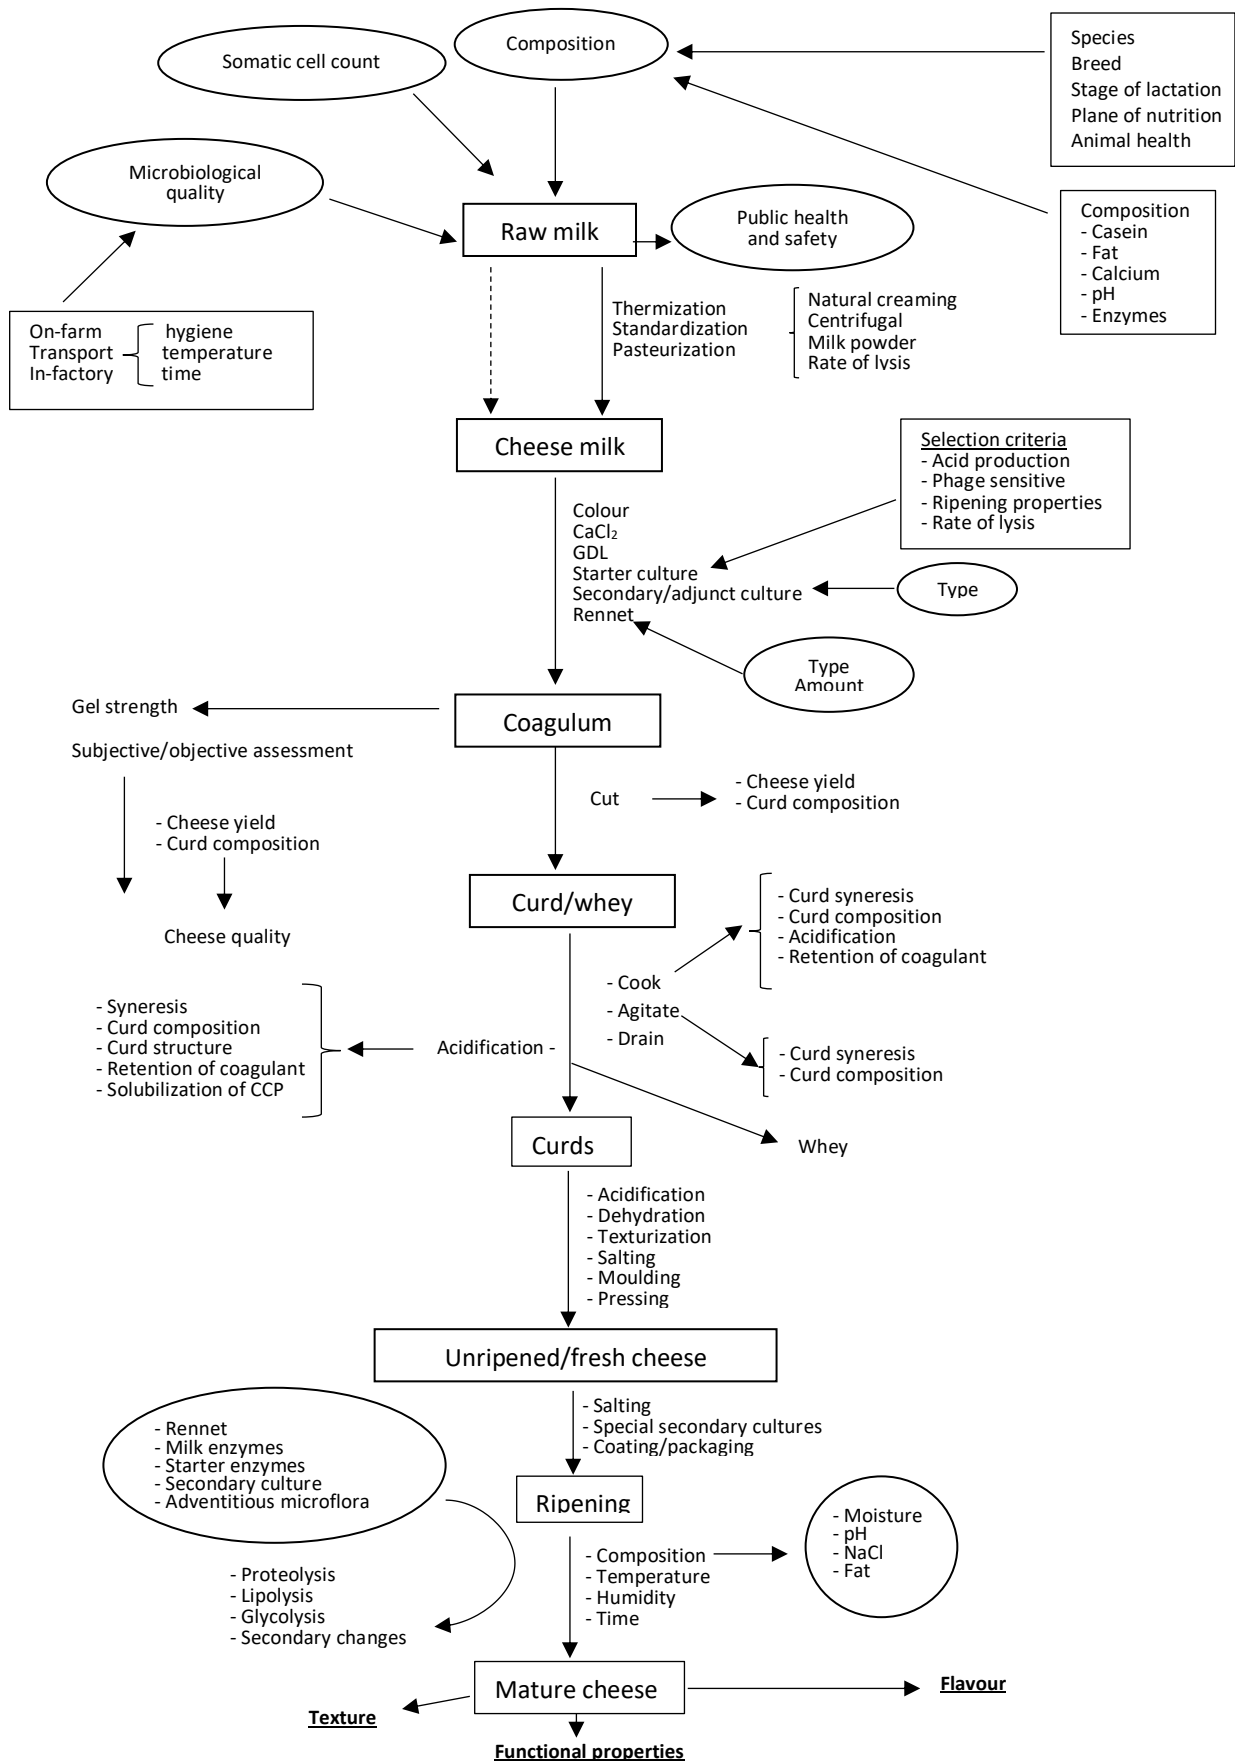 Composition
Somatic cell count
Species
Breed
Stage of lactation
Plane of nutrition
Animal health
Microbiological
quality
Raw milk
Public health
and safety
Composition
- Casein
- Fat
- Calcium
- pH
- Enzymes
On-farm
Transport
In-factory
hygiene
temperature
time
Thermization
Standardization
Pasteurization
Natural creaming
Centrifugal
Milk powder
Rate of lysis
Cheese milk
Selection criteria
- Acid production
- Phage sensitive
- Ripening properties
- Rate of lysis
Colour
CaCl₂
GDL
Starter culture
Secondary/adjunct culture
Rennet
Type
Type
Amount
Gel strength
Coagulum
Subjective/objective assessment
Cut
- Cheese yield
- Curd composition
- Cheese yield
- Curd composition
Cheese quality
Curd/whey
- Curd syneresis
- Curd composition
- Acidification
- Retention of coagulant
- Cook
- Agitate
- Drain
- Syneresis
- Curd composition
- Curd structure
- Retention of coagulant
- Solubilization of CCP
Acidification -
- Curd syneresis
- Curd composition
Curds
Whey
- Acidification
- Dehydration
- Texturization
- Salting
- Moulding
- Pressing
Unripened/fresh cheese
- Salting
- Special secondary cultures
- Coating/packaging
- Rennet
- Milk enzymes
- Starter enzymes
- Secondary culture
- Adventitious microflora
Ripening
- Moisture
- pH
- NaCl
- Fat
- Composition
- Temperature
- Humidity
- Time
- Proteolysis
- Lipolysis
- Glycolysis
- Secondary changes
Mature cheese
Flavour
Texture
Functional properties